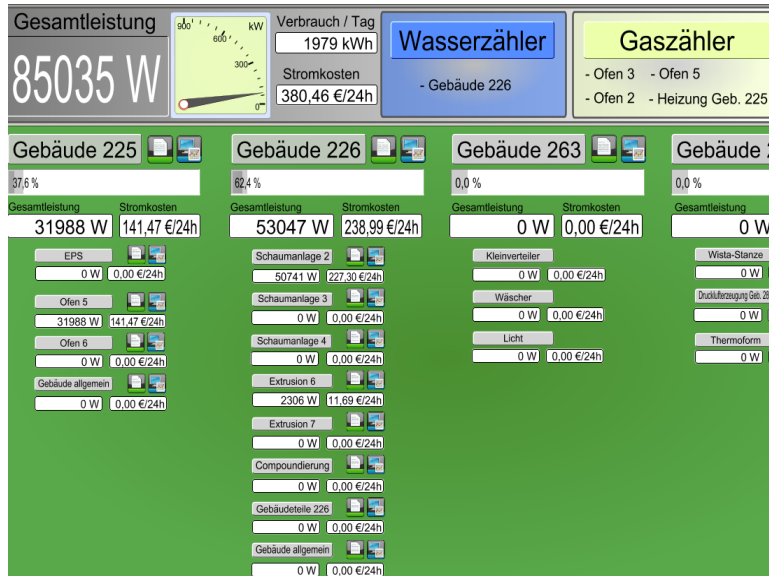 Gesamtleistung
85035 W
900
600
300
0
kW
Verbrauch / Tag
1979 kWh
Stromkosten
380,46 €/24h
Wasserzähler
- Gebäude 226
Gaszähler
- Ofen 3 - Ofen 5
- Ofen 2 - Heizung Geb. 225
Gebäude 225
37,6 %
Gesamtleistung Stromkosten
31988 W 141,47 €/24h
EPS
0 W 0,00 €/24h
Ofen 5
31988 W 141,47 €/24h
Ofen 6
0 W 0,00 €/24h
Gebäude allgemein
0 W 0,00 €/24h
Gebäude 226
62,4 %
Gesamtleistung Stromkosten
53047 W 238,99 €/24h
Schaumanlage 2
50741 W 227,30 €/24h
Schaumanlage 3
0 W 0,00 €/24h
Schaumanlage 4
0 W 0,00 €/24h
Extrusion 6
2306 W 11,69 €/24h
Extrusion 7
0 W 0,00 €/24h
Compoundierung
0 W 0,00 €/24h
Gebäudeteile 226
0 W 0,00 €/24h
Gebäude allgemein
0 W 0,00 €/24h
Gebäude 263
0,0 %
Gesamtleistung Stromkosten
0 W 0,00 €/24h
Kleinverteiler
0 W 0,00 €/24h
Wäscher
0 W 0,00 €/24h
Licht
0 W 0,00 €/24h
Gebäude 2
0,0 %
Gesamtleistung
0 W
Wista-Stanze
0 W
Drucklufterzeugung Geb. 26
0 W
Thermoform
0 W